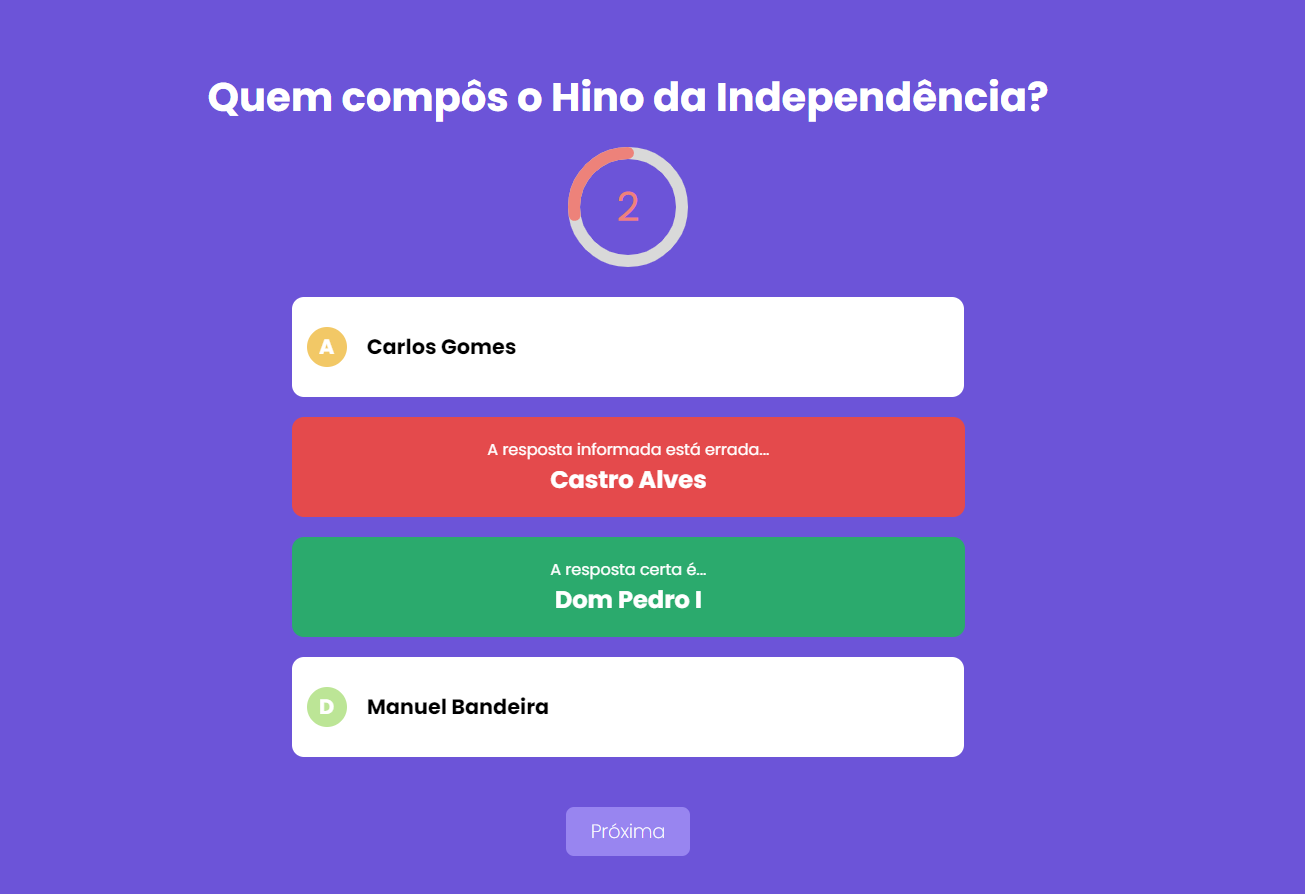 Quem compôs o Hino da Independência?
2
A
Carlos Gomes
A resposta informada está errada...
Castro Alves
A resposta certa é...
Dom Pedro I
D
Manuel Bandeira
Próxima